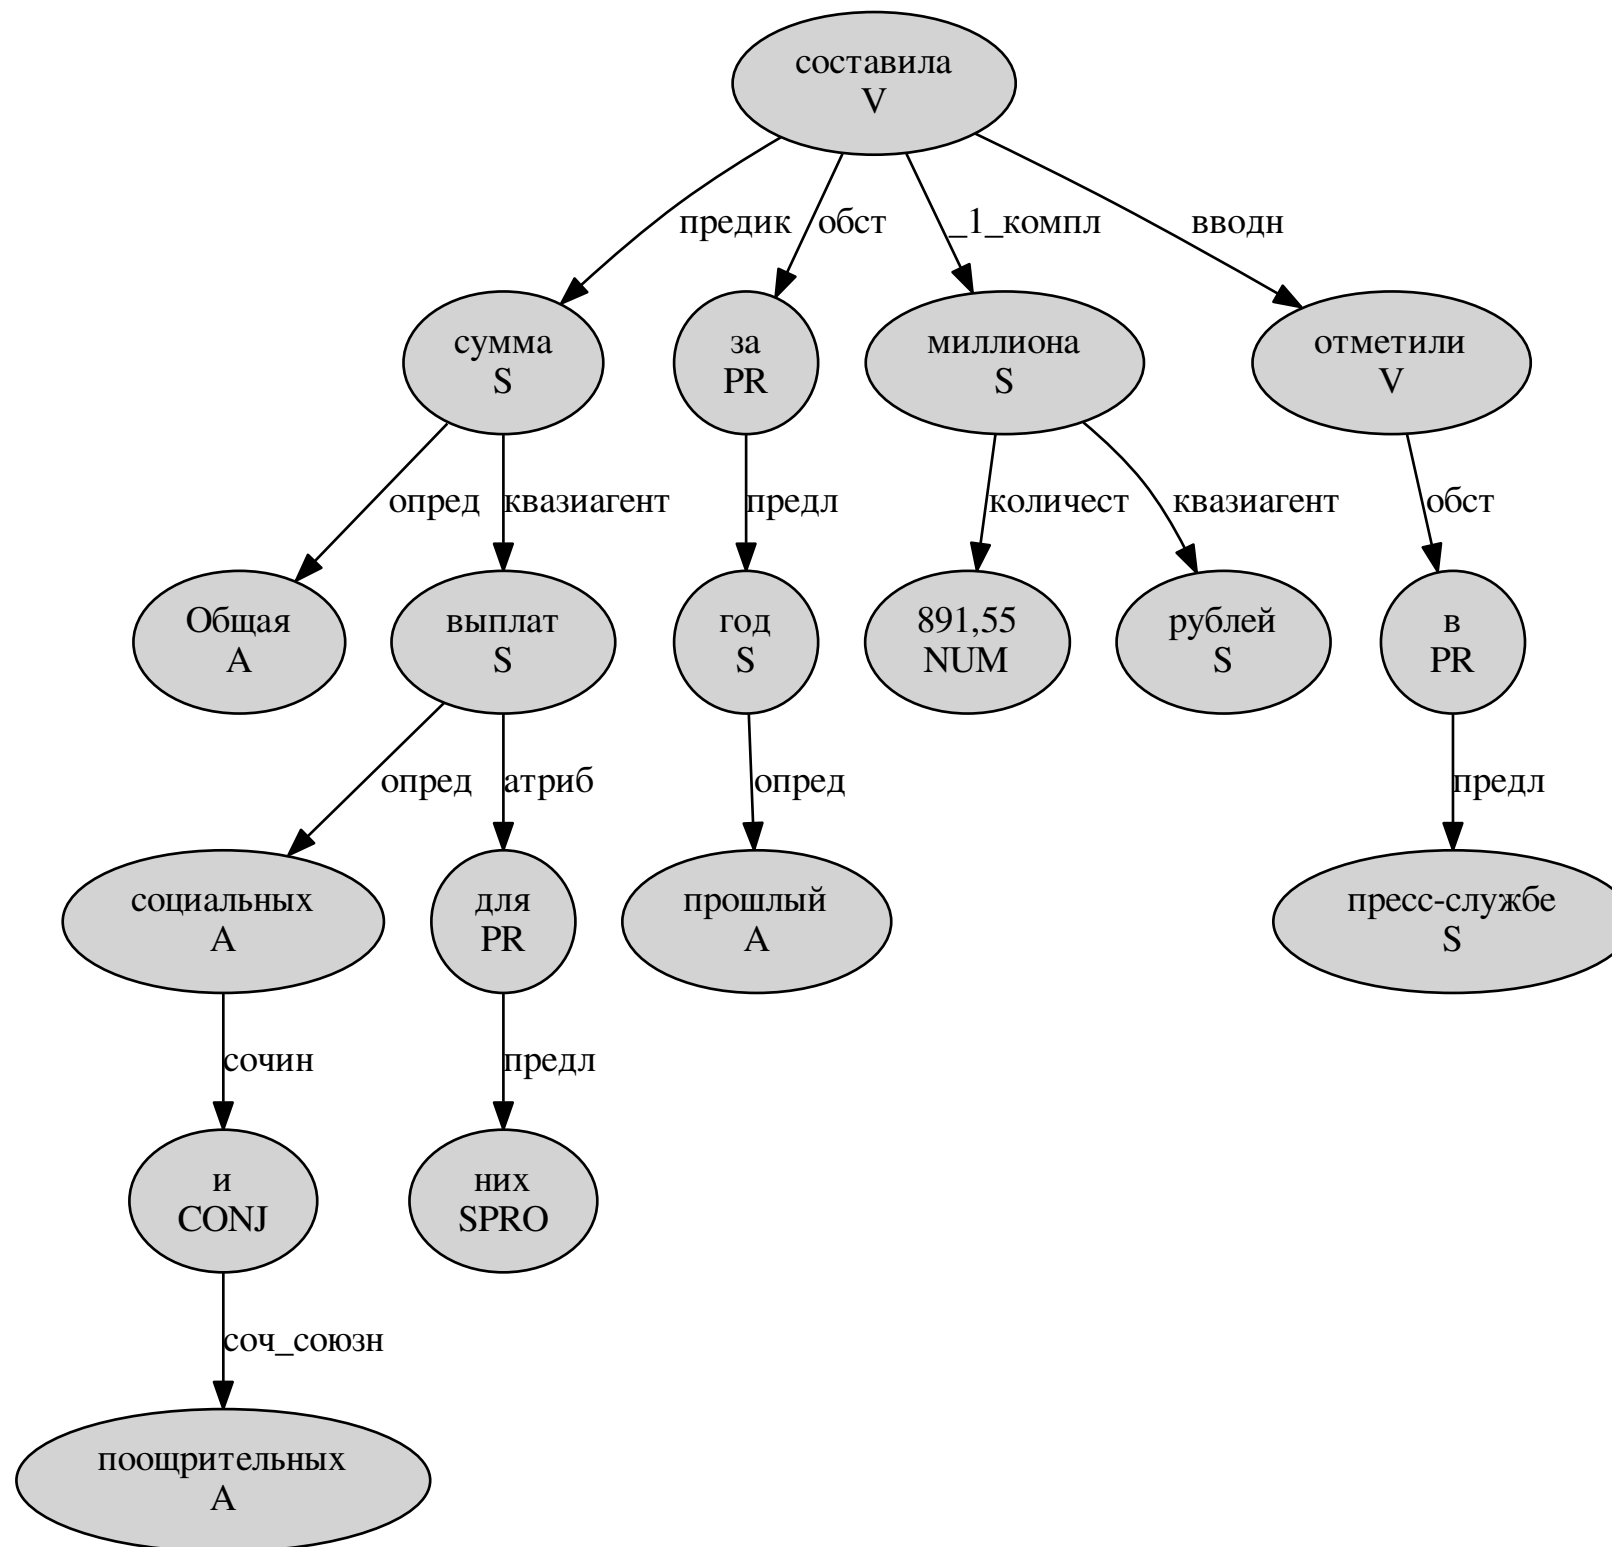 составила
V
предик
обст
_1_компл
вводн
сумма
S
за
PR
миллиона
S
отметили
V
опред
квазиагент
предл
количест
квазиагент
обст
Общая
A
выплат
S
год
S
891,55
NUM
рублей
S
в
PR
опред
атриб
опред
предл
социальных
A
для
PR
прошлый
A
пресс-службе
S
сочин
предл
и
CONJ
них
SPRO
соч_союзн
поощрительных
A